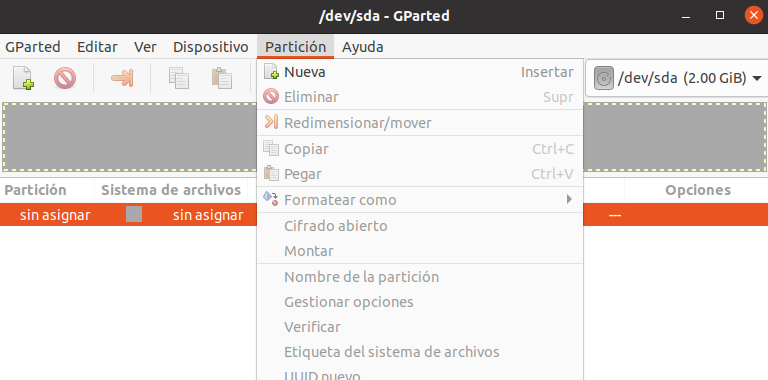 /dev/sda - GParted
GParted Editar Ver Dispositivo Partición Ayuda
Nueva Insertar
/dev/sda (2.00 GiB)
Eliminar Supr
Redimensionar/mover
Copiar Ctrl+C
Pegar Ctrl+V
Partición Sistema de archivos Opciones
Formatear como
sin asignar sin asignar ---
Cifrado abierto
Montar
Nombre de la partición
Gestionar opciones
Verificar
Etiqueta del sistema de archivos
UUID nuevo